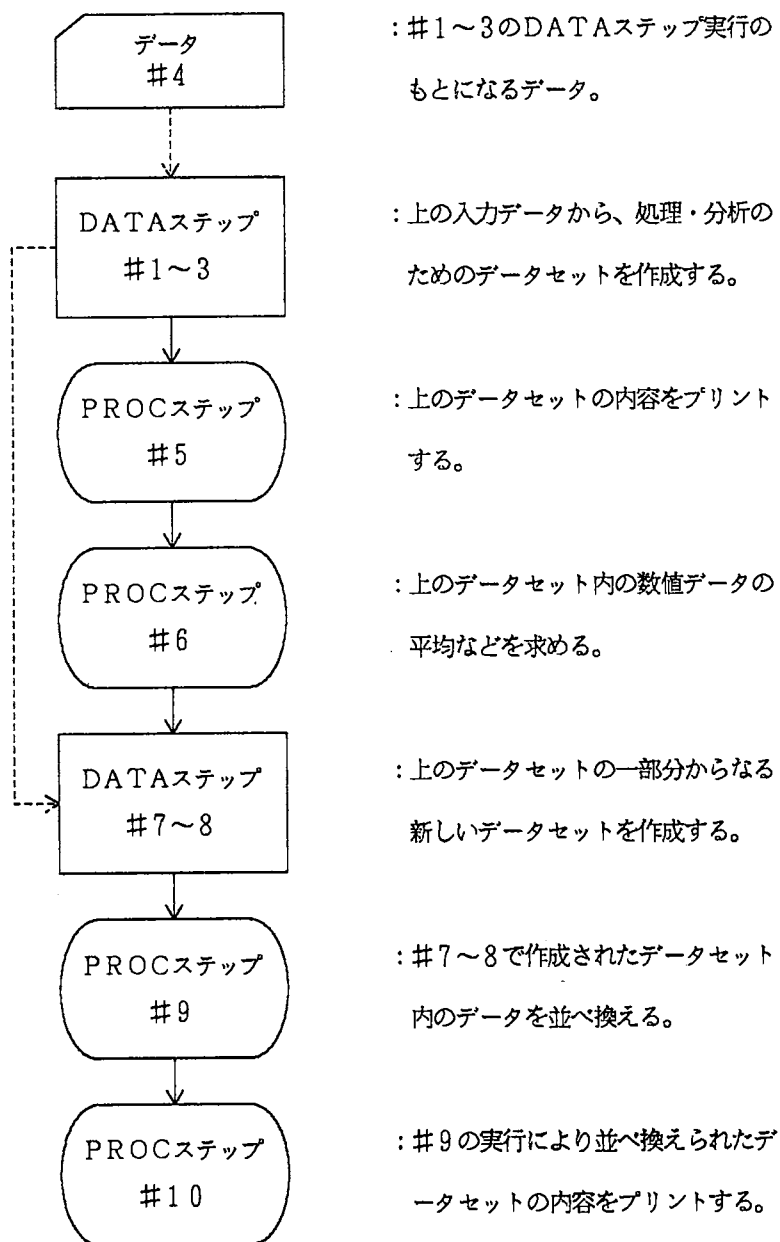 データ
#4
:#1~3のDATAステップ実行の
もとになるデータ。
DATAステップ
#1~3
:上の入力データから、処理・分析の
ためのデータセットを作成する。
PROCステップ
#5
:上のデータセットの内容をプリント
する。
PROCステップ
#6
:上のデータセット内の数値データの
平均などを求める。
DATAステップ
#7~8
:上のデータセットの一部分からなる
新しいデータセットを作成する。
PROCステップ
#9
:#7~8で作成されたデータセット
内のデータを並べ換える。
PROCステップ
#10
:#9の実行により並べ換えられたデ
ータセットの内容をプリントする。